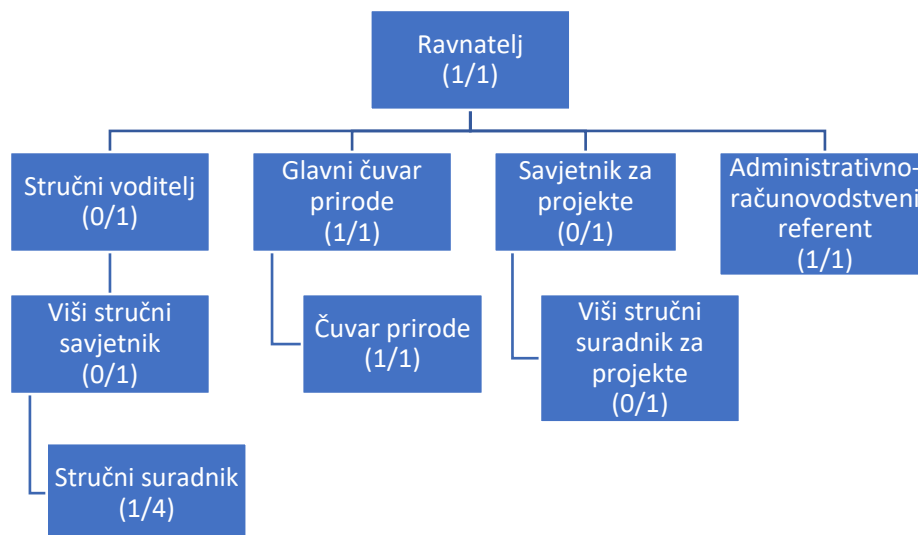 Ravnatelj
(1/1)
Stručni voditelj
(0/1)
Glavni čuvar
prirode
(1/1)
Savjetnik za
projekte
(0/1)
Administrativno-
računovodstveni
referent
(1/1)
Viši stručni
savjetnik
(0/1)
Čuvar prirode
(1/1)
Viši stručni
suradnik za
projekte
(0/1)
Stručni suradnik
(1/4)